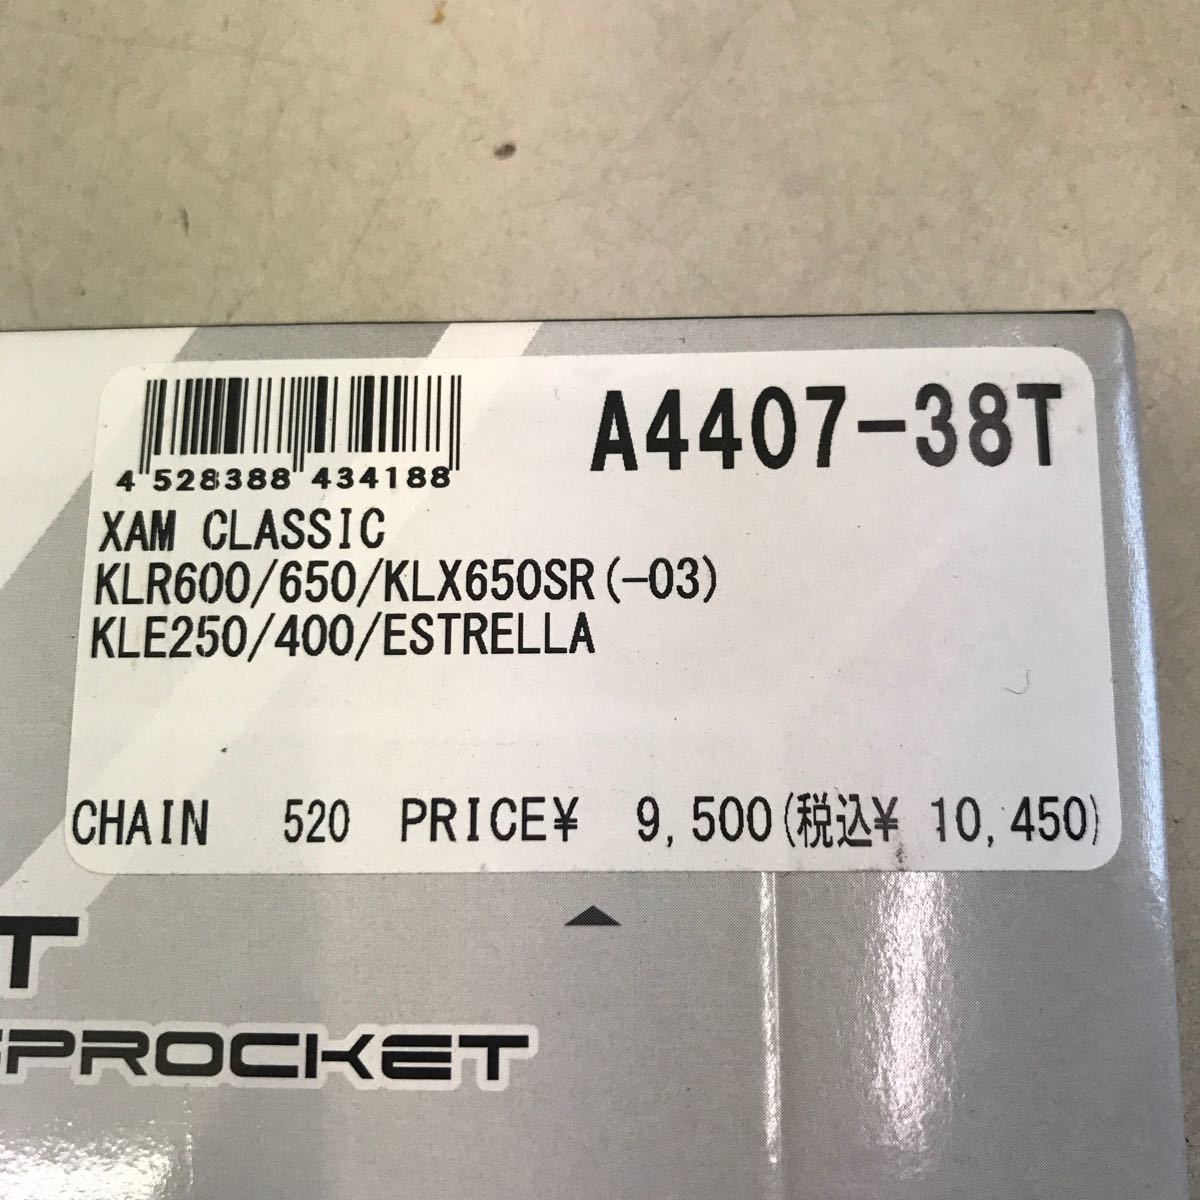 A4407-38T
4 528388 434188
XAM CLASSIC
KLR600/650/KLX650SR(-03)
KLE250/400/ESTRELLA
CHAIN 520 PRICE¥ 9,500(税込¥ 10,450)
T
SPROCKET